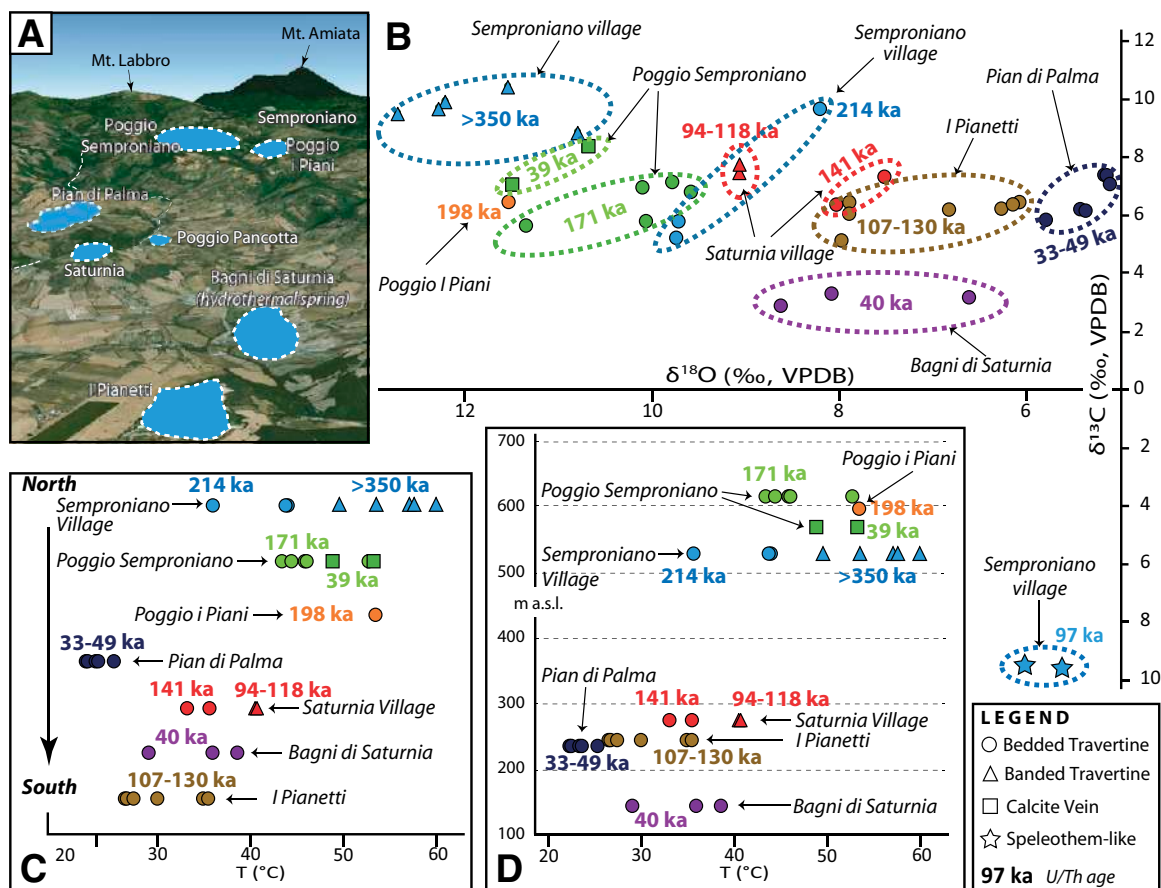 A
Mt. Amiata
Mt. Labbro
Poggio
Semproniano
Semproniano
Poggio
I Piani
Pian di Palma
Poggio Pancotta
Saturnia
Bagni di Saturnia
(hydrothermal spring)
I Pianetti
B
Semproniano village
Poggio Semproniano
Semproniano
village
Pian di Palma
I Pianetti
>350 ka
39 ka
198 ka
171 ka
94-118 ka
214 ka
141 ka
107-130 ka
33-49 ka
40 ka
Poggio I Piani
Saturnia village
Bagni di Saturnia
δ18O (‰, VPDB)
12
10
8
6
12
10
8
6
4
2
0
2
4
6
8
10
δ13C (‰, VPDB)
Semproniano
village
97 ka
North
Semproniano
Village
214 ka
>350 ka
171 ka
Poggio Semproniano
39 ka
Poggio i Piani
198 ka
33-49 ka
Pian di Palma
141 ka
94-118 ka
Saturnia Village
40 ka
Bagni di Saturnia
107-130 ka
South
I Pianetti
20
30
40
50
60
T (°C)
C
700
600
500
m a.s.l.
400
300
200
100
171 ka
Poggio i Piani
Poggio Semproniano
198 ka
39 ka
Semproniano
Village
214 ka
>350 ka
Pian di Palma
141 ka
94-118 ka
Saturnia Village
I Pianetti
33-49 ka
107-130 ka
40 ka
Bagni di Saturnia
20
30
40
50
60
T (°C)
D
LEGEND
Bedded Travertine
Banded Travertine
Calcite Vein
Speleothem-like
97 ka U/Th age